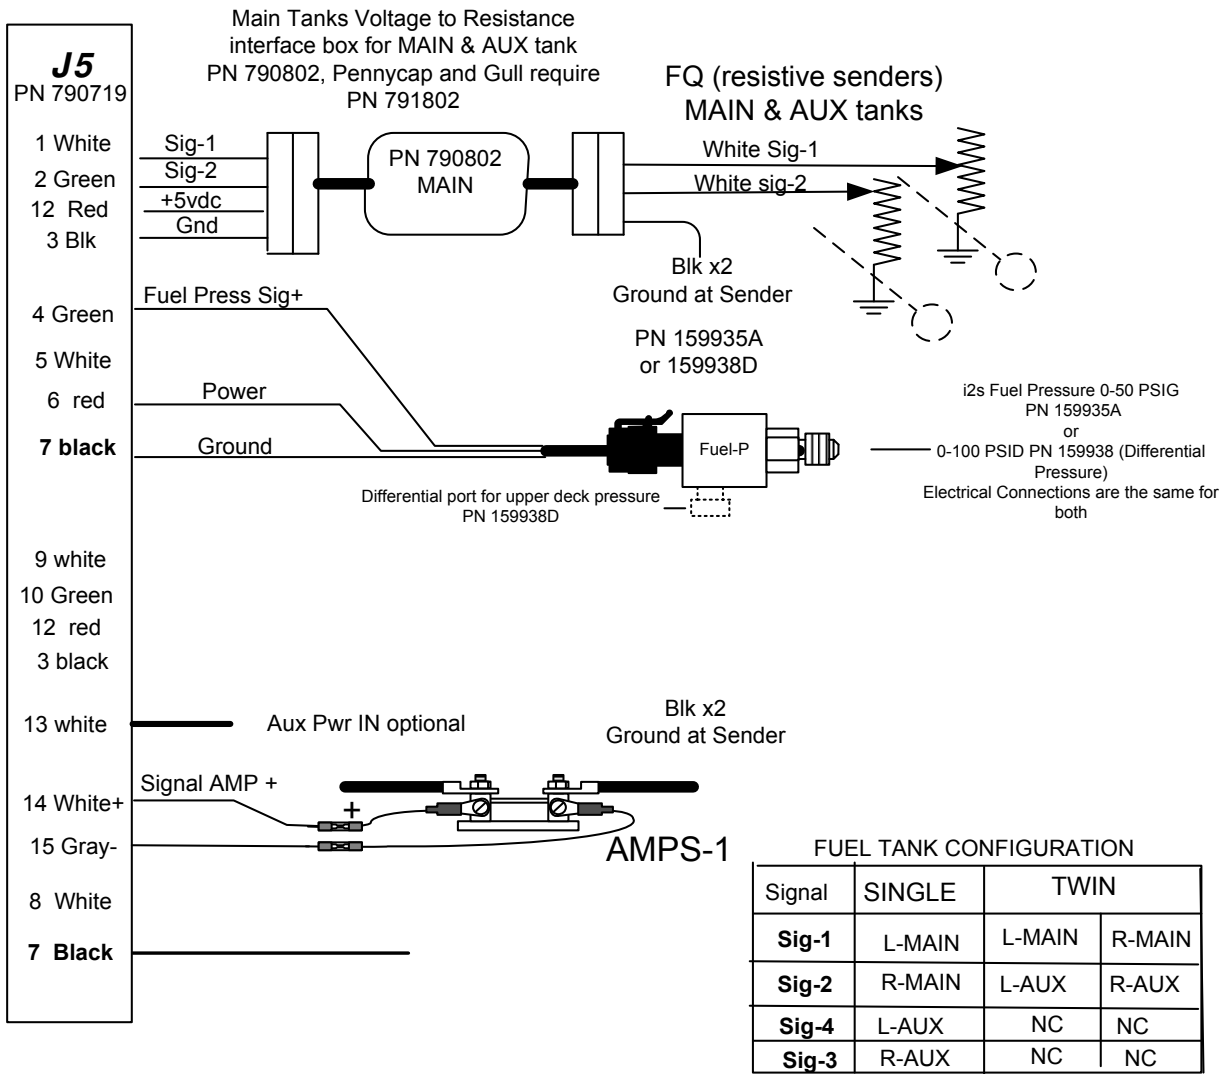 Main Tanks Voltage to Resistance
interface box for MAIN & AUX tank
PN 790802, Pennycap and Gull require
PN 791802
J5
PN 790719
1 White
2 Green
12 Red
3 Blk
Sig-1
Sig-2
+5vdc
Gnd
PN 790802
MAIN
FQ (resistive senders)
MAIN & AUX tanks
White Sig-1
White sig-2
Blk x2
Ground at Sender
4 Green
5 White
6 red
7 black
Fuel Press Sig+
Power
Ground
PN 159935A
or 159938D
Fuel-P
Differential port for upper deck pressure
PN 159938D
i2s Fuel Pressure 0-50 PSIG
PN 159935A
or
0-100 PSID PN 159938 (Differential
Pressure)
Electrical Connections are the same for
both
9 white
10 Green
12 red
3 black
13 white
Aux Pwr IN optional
Blk x2
Ground at Sender
14 White+
15 Gray-
Signal AMP +
+
AMPS-1
8 White
7 Black
FUEL TANK CONFIGURATION
Signal SINGLE TWIN
Sig-1 L-MAIN L-MAIN R-MAIN
Sig-2 R-MAIN L-AUX R-AUX
Sig-4 L-AUX NC NC
Sig-3 R-AUX NC NC